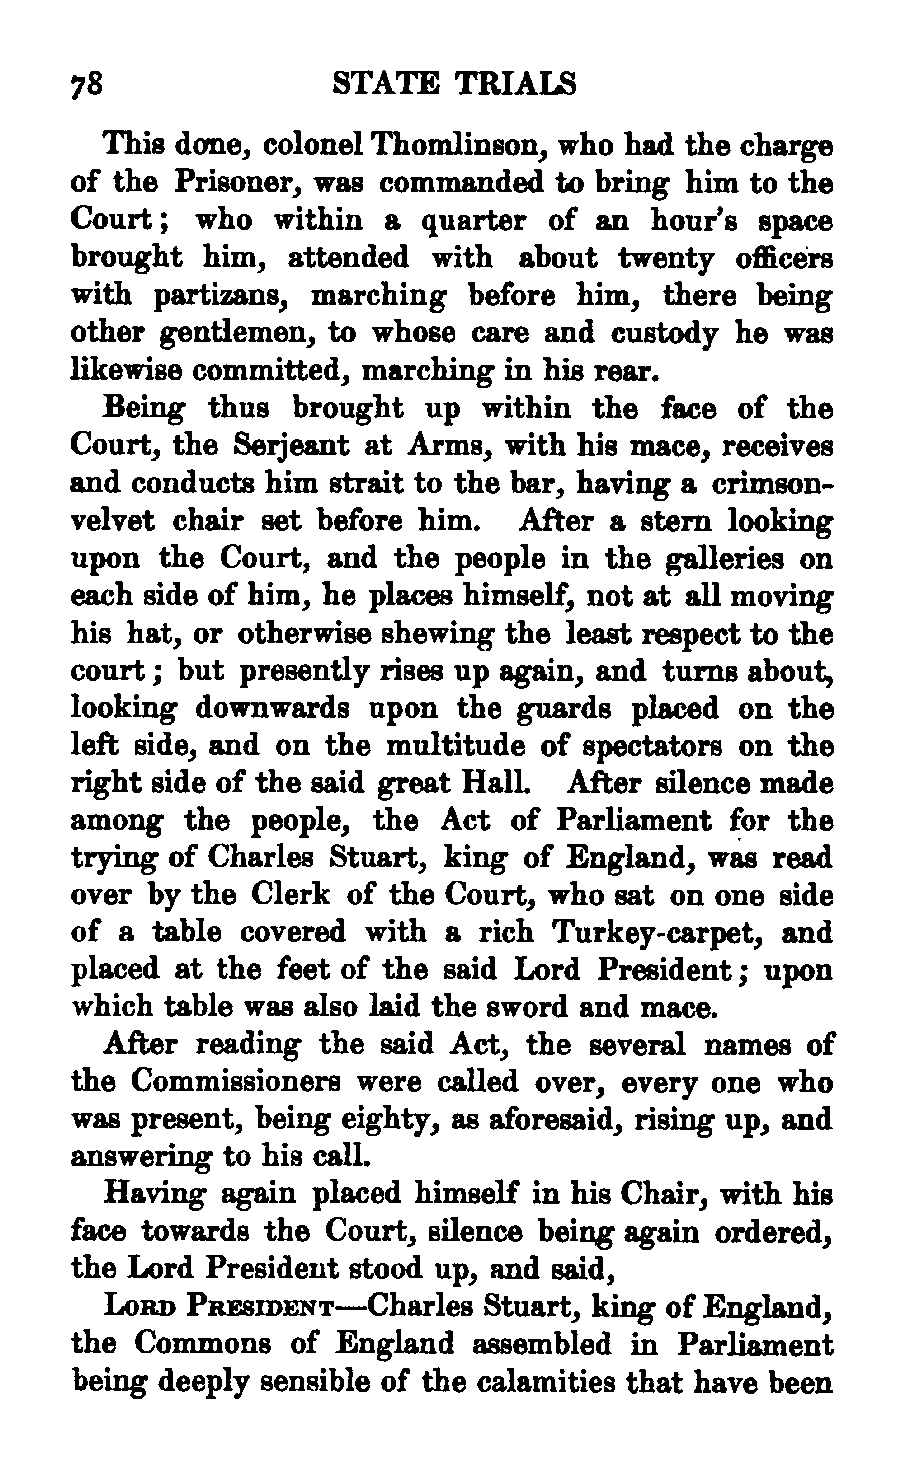 78 STATE TRIALS
This done, colonel Thomlinson, who had the charge
of the Prisoner, was commanded to bring him to the
Court; who within a quarter of an hour's space
brought him, attended with about twenty officers
with partizans, marching before him, there being
other gentlemen, to whose care and custody he was
likewise committed, marching in his rear.
Being thus brought up within the face of the
Court, the Serjeant at Arms, with his mace, receives
and conducts him strait to the bar, having a crimson-
velvet chair set before him. After a stern looking
upon the Court, and the people in the galleries on
each side of him, he places himself, not at all moving
his hat, or otherwise shewing the least respect to the
court; but presently rises up again, and turns about,
looking downwards upon the guards placed on the
left side, and on the multitude of spectators on the
right side of the said great Hall. After silence made
among the people, the Act of Parliament for the
trying of Charles Stuart, king of England, was read
over by the Clerk of the Court, who sat on one side
of a table covered with a rich Turkey-carpet, and
placed at the feet of the said Lord President; upon
which table was also laid the sword and mace.
After reading the said Act, the several names of
the Commissioners were called over, every one who
was present, being eighty, as aforesaid, rising up, and
answering to his call.
Having again placed himself in his Chair, with his
face towards the Court, silence being again ordered,
the Lord President stood up, and said,
LORD PRESIDENT—Charles Stuart, king of England,
the Commons of England assembled in Parliament
being deeply sensible of the calamities that have been